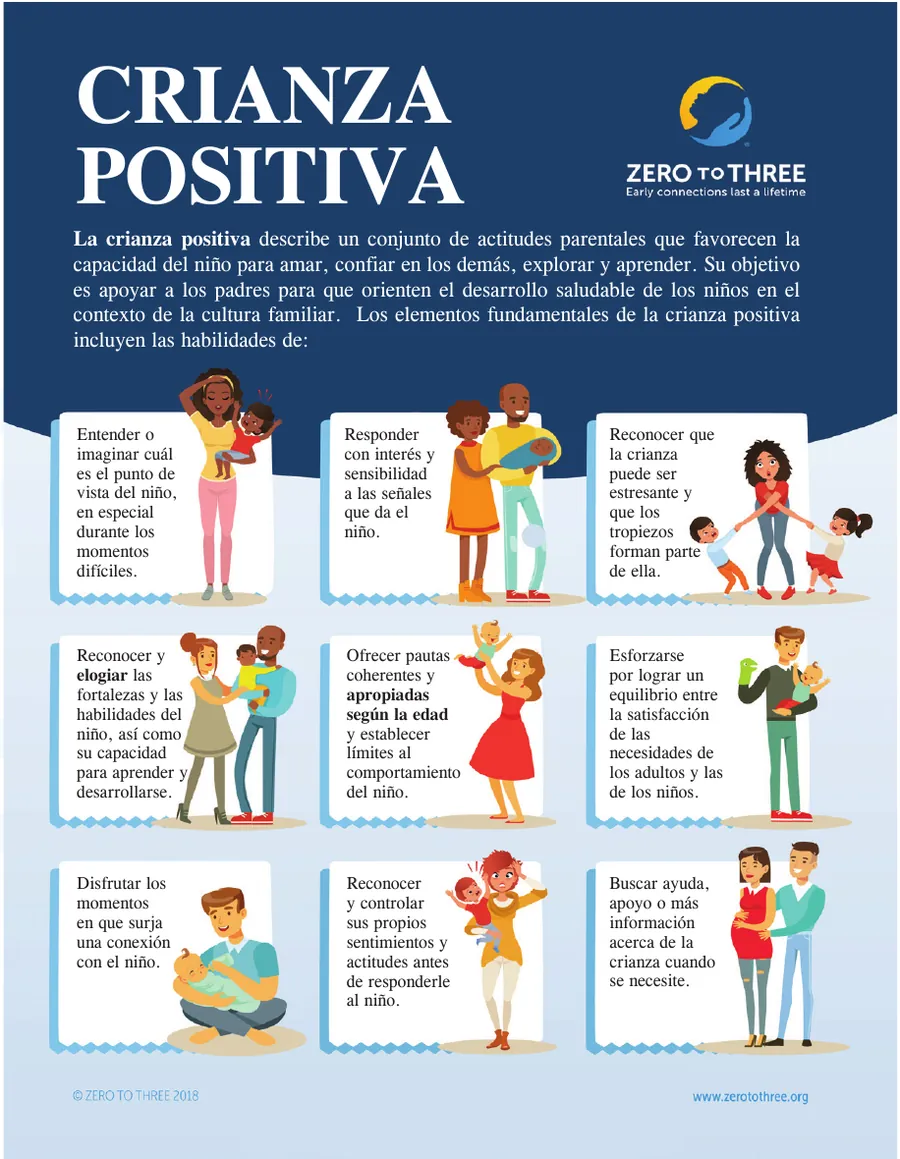 CRIANZA
POSITIVA
ZERO TO THREE
Early connections last a lifetime
La crianza positiva describe un conjunto de actitudes parentales que favorecen la
capacidad del niño para amar, confiar en los demás, explorar y aprender. Su objetivo
es apoyar a los padres para que orienten el desarrollo saludable de los niños en el
contexto de la cultura familiar. Los elementos fundamentales de la crianza positiva
incluyen las habilidades de:
Entender o
imaginar cuál
es el punto de
vista del niño,
en especial
durante los
momentos
difíciles.
Responder
con interés y
sensibilidad
a las señales
que da el
niño.
Reconocer que
la crianza
puede ser
estresante y
que los
tropiezos
forman parte
de ella.
Reconocer y
elogiar las
fortalezas y las
habilidades del
niño, así como
su capacidad
para aprender y
desarrollarse.
Ofrecer pautas
coherentes y
apropiadas
según la edad
y establecer
límites al
comportamiento
del niño.
Esforzarse
por lograr un
equilibrio entre
la satisfacción
de las
necesidades de
los adultos y las
de los niños.
Disfrutar los
momentos
en que surja
una conexión
con el niño.
Reconocer
y controlar
sus propios
sentimientos y
actitudes antes
de responderle
al niño.
Buscar ayuda,
apoyo o más
información
acerca de la
crianza cuando
se necesite.
© ZERO TO THREE 2018
www.zerotothree.org